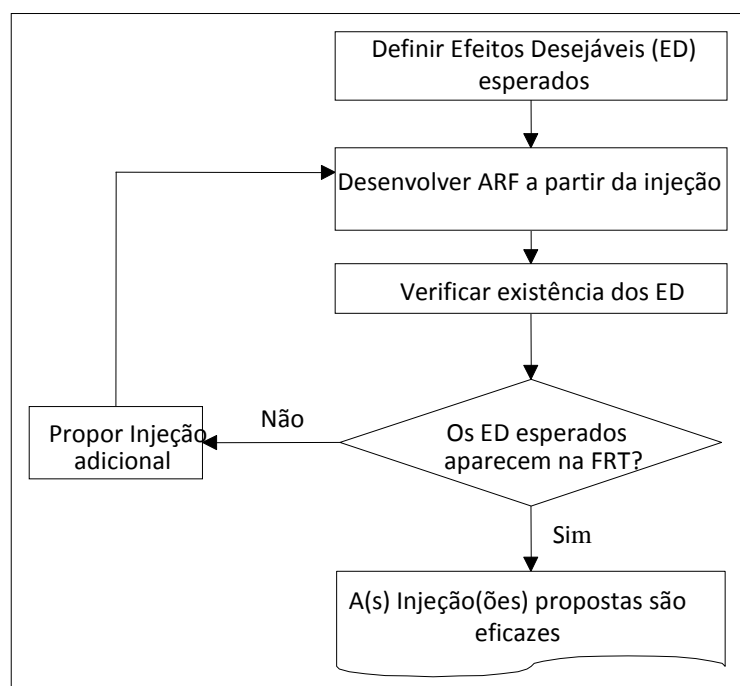 Definir Efeitos Desejáveis (ED)
esperados
Desenvolver ARF a partir da injeção
Verificar existência dos ED
Os ED esperados
aparecem na FRT?
Não
Propor Injeção
adicional
Sim
A(s) Injeção(ões) propostas são
eficazes